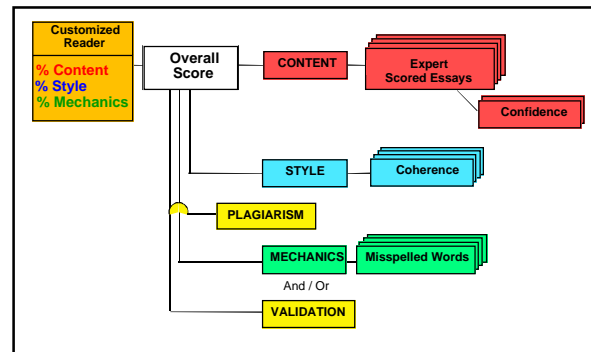 Customized
Reader
% Content
% Style
% Mechanics
Overall
Score
CONTENT
Expert
Scored Essays
Confidence
STYLE
Coherence
PLAGIARISM
MECHANICS
Misspelled Words
And / Or
VALIDATION